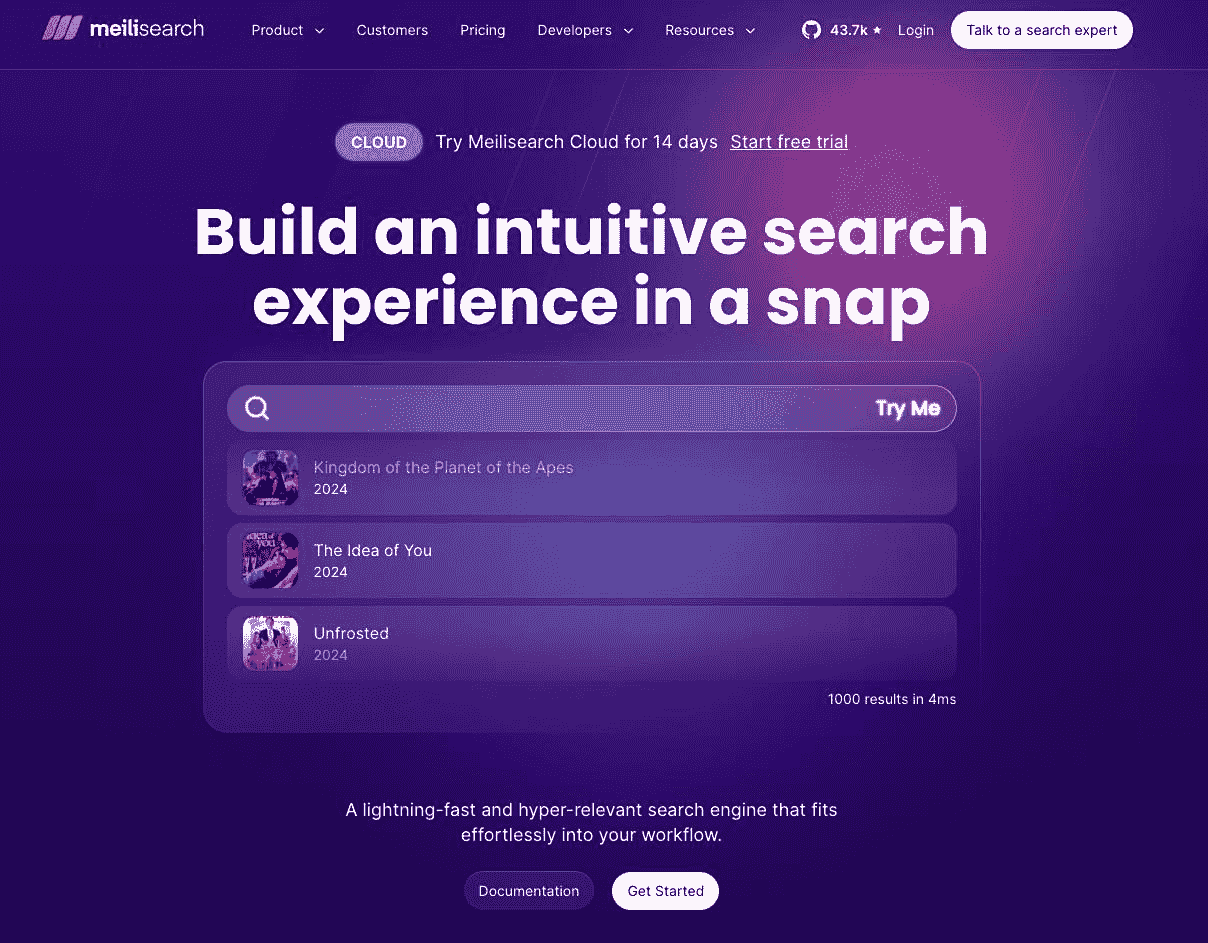 meilisearch
Product
Customers
Pricing
Developers
Resources
43.7k
Login
Talk to a search expert
CLOUD
Try Meilisearch Cloud for 14 days Start free trial
Build an intuitive search
experience in a snap
Try Me
Kingdom of the Planet of the Apes
2024
idea of
you
The Idea of You
2024
Unfrosted
2024
1000 results in 4ms
A lightning-fast and hyper-relevant search engine that fits
effortlessly into your workflow.
Documentation
Get Started